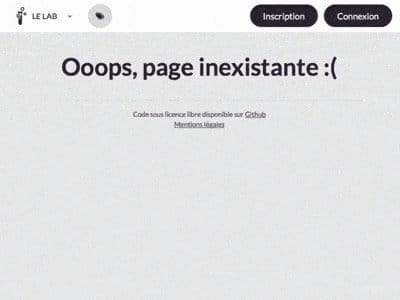 LE LAB
Inscription
Connexion
Ooops, page inexistante :(
Code sous licence libre disponible sur Github
Mentions légales